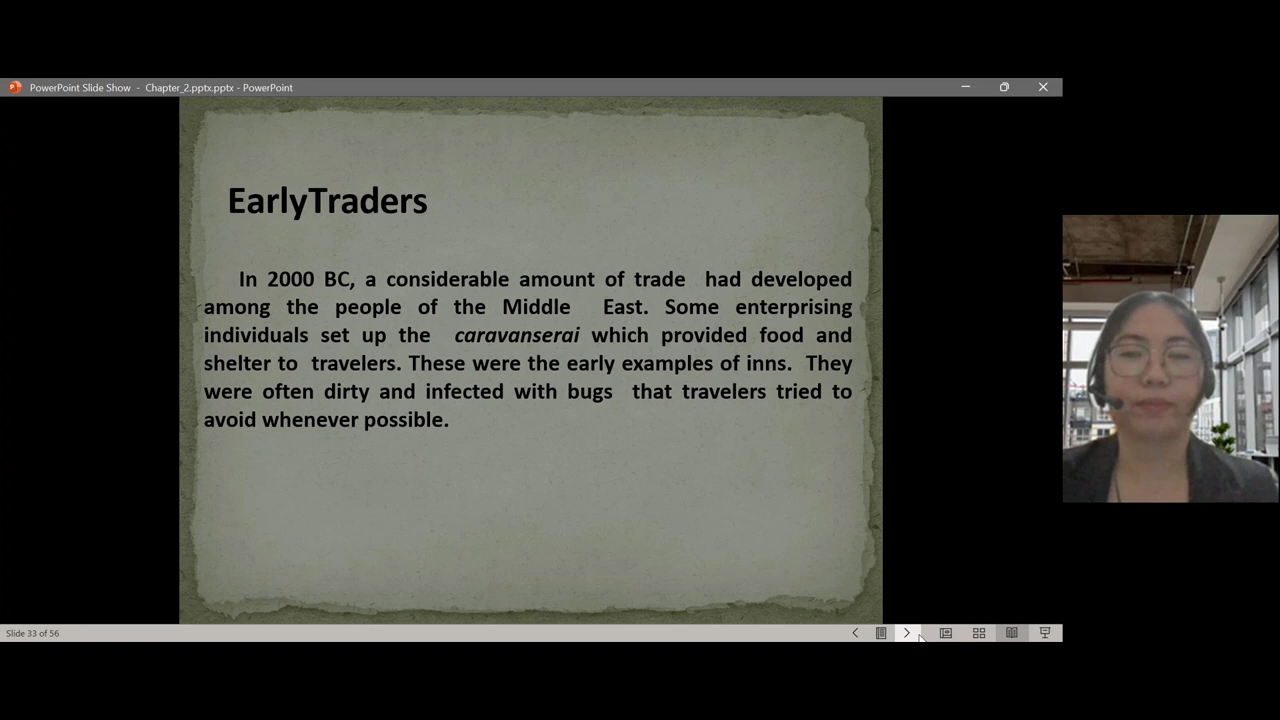 PowerPoint Slide Show - Chapter_2.pptx.pptx - PowerPoint
EarlyTraders
In 2000 BC, a considerable amount of trade had developed
among the people of the Middle East. Some enterprising
individuals set up the caravanserai which provided food and
shelter to travelers. These were the early examples of inns. They
were often dirty and infected with bugs that travelers tried to
avoid whenever possible.
Slide 33 of 56